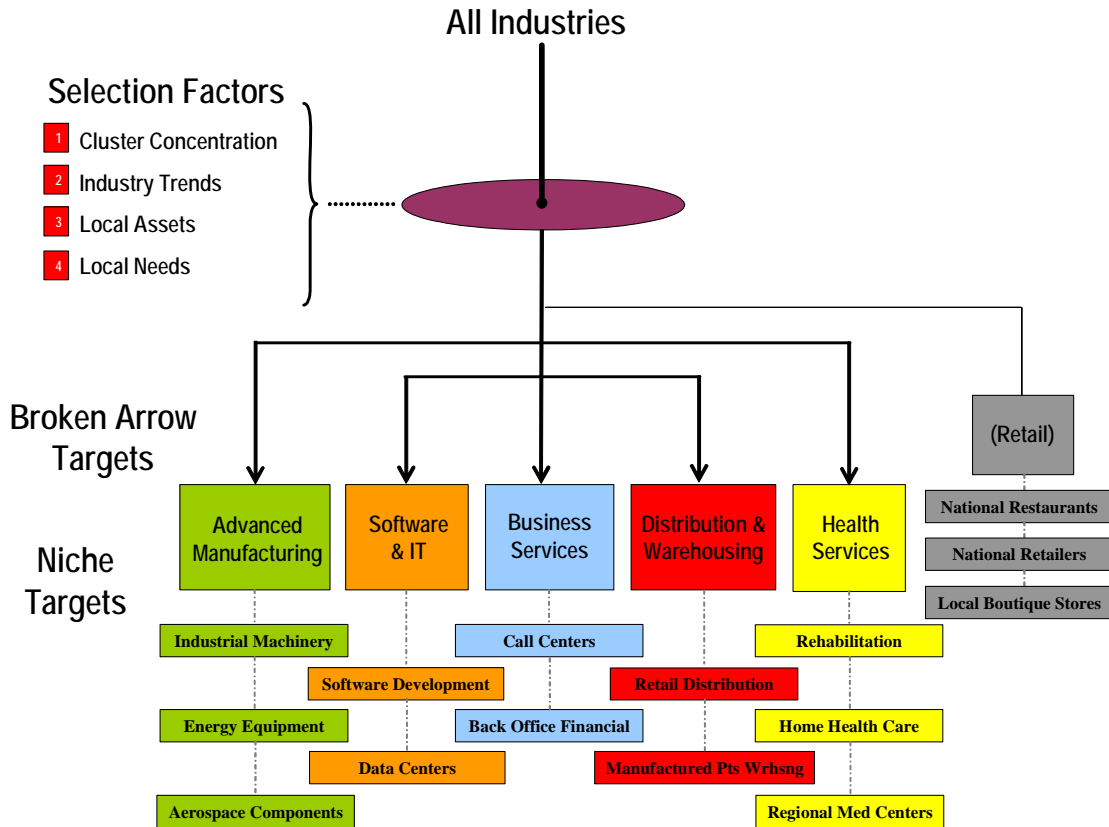 All Industries
Selection Factors
1 Cluster Concentration
2 Industry Trends
3 Local Assets
4 Local Needs
Broken Arrow
Targets
(Retail)
National Restaurants
National Retailers
Local Boutique Stores
Advanced
Manufacturing
Software
& IT
Business
Services
Distribution &
Warehousing
Health
Services
Niche
Targets
Industrial Machinery
Energy Equipment
Aerospace Components
Software Development
Data Centers
Call Centers
Back Office Financial
Retail Distribution
Manufactured Pts Wrhsng
Rehabilitation
Home Health Care
Regional Med Centers